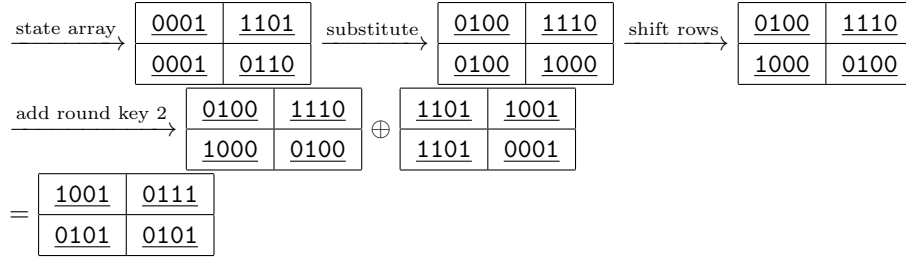 state array 0001 1101 substitute 0100 1110 shift rows 0100 1110
0001 0110 0100 1000 1000 0100
add round key 2 0100 1110 ⊕ 1101 1001
1000 0100 1101 0001
= 1001 0111
0101 0101